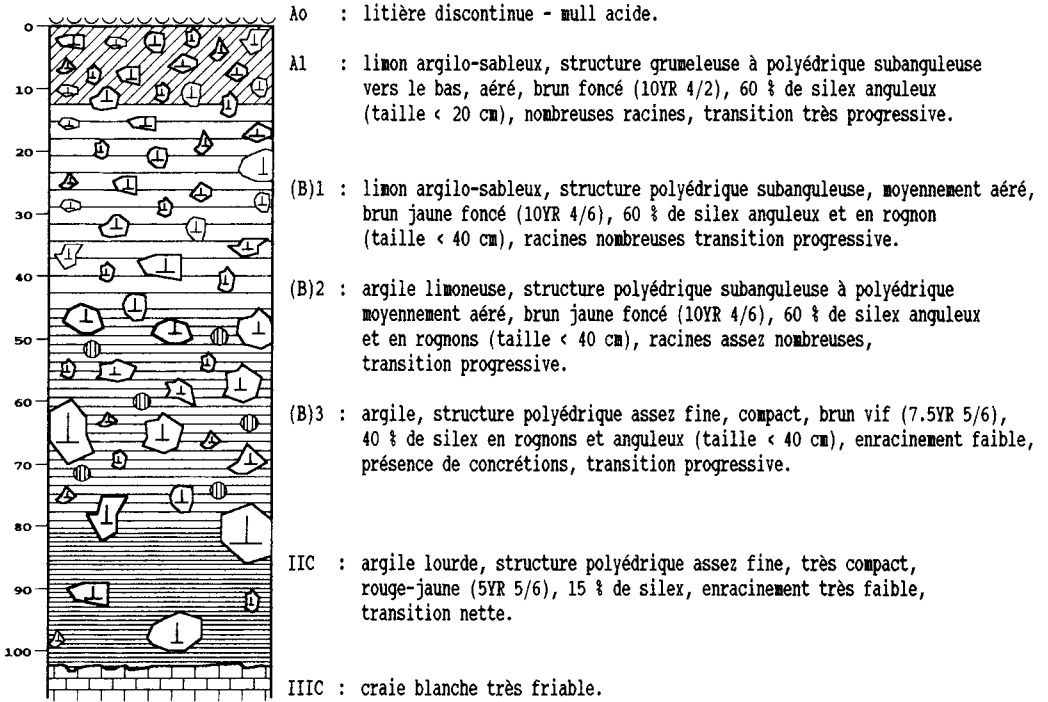 Ao : litière discontinue - mull acide.
A1 : limon argilo-sableux, structure grumeleuse à polyédrique subanguleuse
vers le bas, aéré, brun foncé (10YR 4/2), 60 % de silex anguleux
(taille < 20 cm), nombreuses racines, transition très progressive.
(B)1 : limon argilo-sableux, structure polyédrique subanguleuse, moyennement aéré,
brun jaune foncé (10YR 4/6), 60 % de silex anguleux et en rognon
(taille < 40 cm), racines nombreuses transition progressive.
(B)2 : argile limoneuse, structure polyédrique subanguleuse à polyédrique
moyennement aéré, brun jaune foncé (10YR 4/6), 60 % de silex anguleux
et en rognons (taille < 40 cm), racines assez nombreuses,
transition progressive.
(B)3 : argile, structure polyédrique assez fine, compact, brun vif (7.5YR 5/6),
40 % de silex en rognons et anguleux (taille < 40 cm), enracinement faible,
présence de concrétions, transition progressive.
IIC : argile lourde, structure polyédrique assez fine, très compact,
rouge-jaune (5YR 5/6), 15 % de silex, enracinement très faible,
transition nette.
IIIC : craie blanche très friable.
0
10
20
30
40
50
60
70
80
90
100